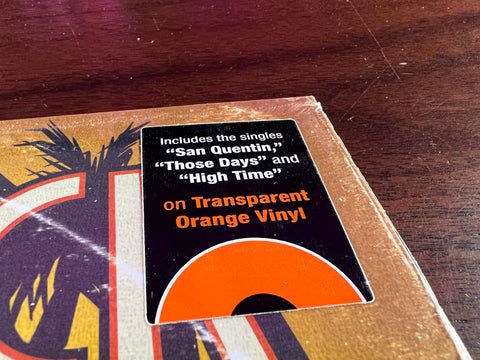 Includes the singles
“San Quentin,”
“Those Days” and
“High Time”
on Transparent
Orange Vinyl